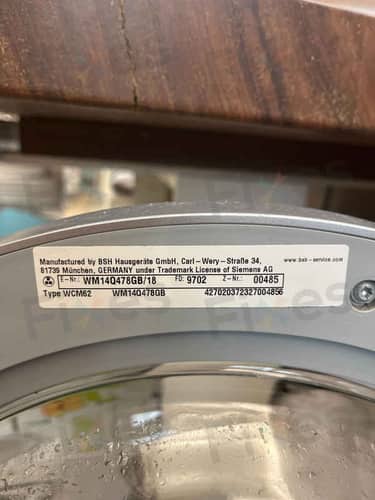 Manufactured by BSH Hausgeräte GmbH, Carl-Wery-Straße 34, www.bsh-service.com
81739 München, GERMANY under Trademark License of Siemens AG
E-Nr.: WM14Q478GB/18 FD: 9702 Z-Nr.: 00485
Type WCM62 WM14Q478GB 427020372327004856
Fixes